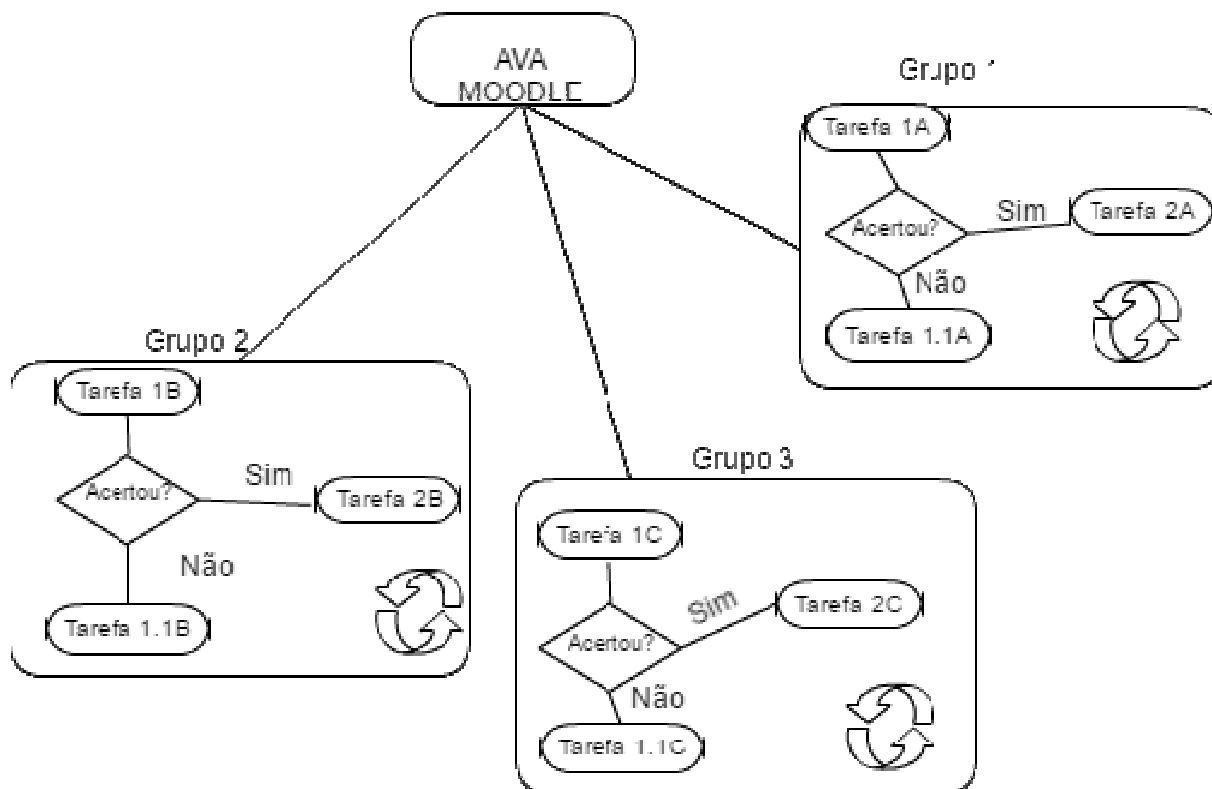 AVA
MOODLE
Grupo 1
Tarefa 1A
Acertou?
Sim
Tarefa 2A
Não
Tarefa 1.1A
Grupo 2
Tarefa 1B
Acertou?
Sim
Tarefa 2B
Não
Tarefa 1.1B
Grupo 3
Tarefa 1C
Acertou?
Sim
Tarefa 2C
Não
Tarefa 1.1C